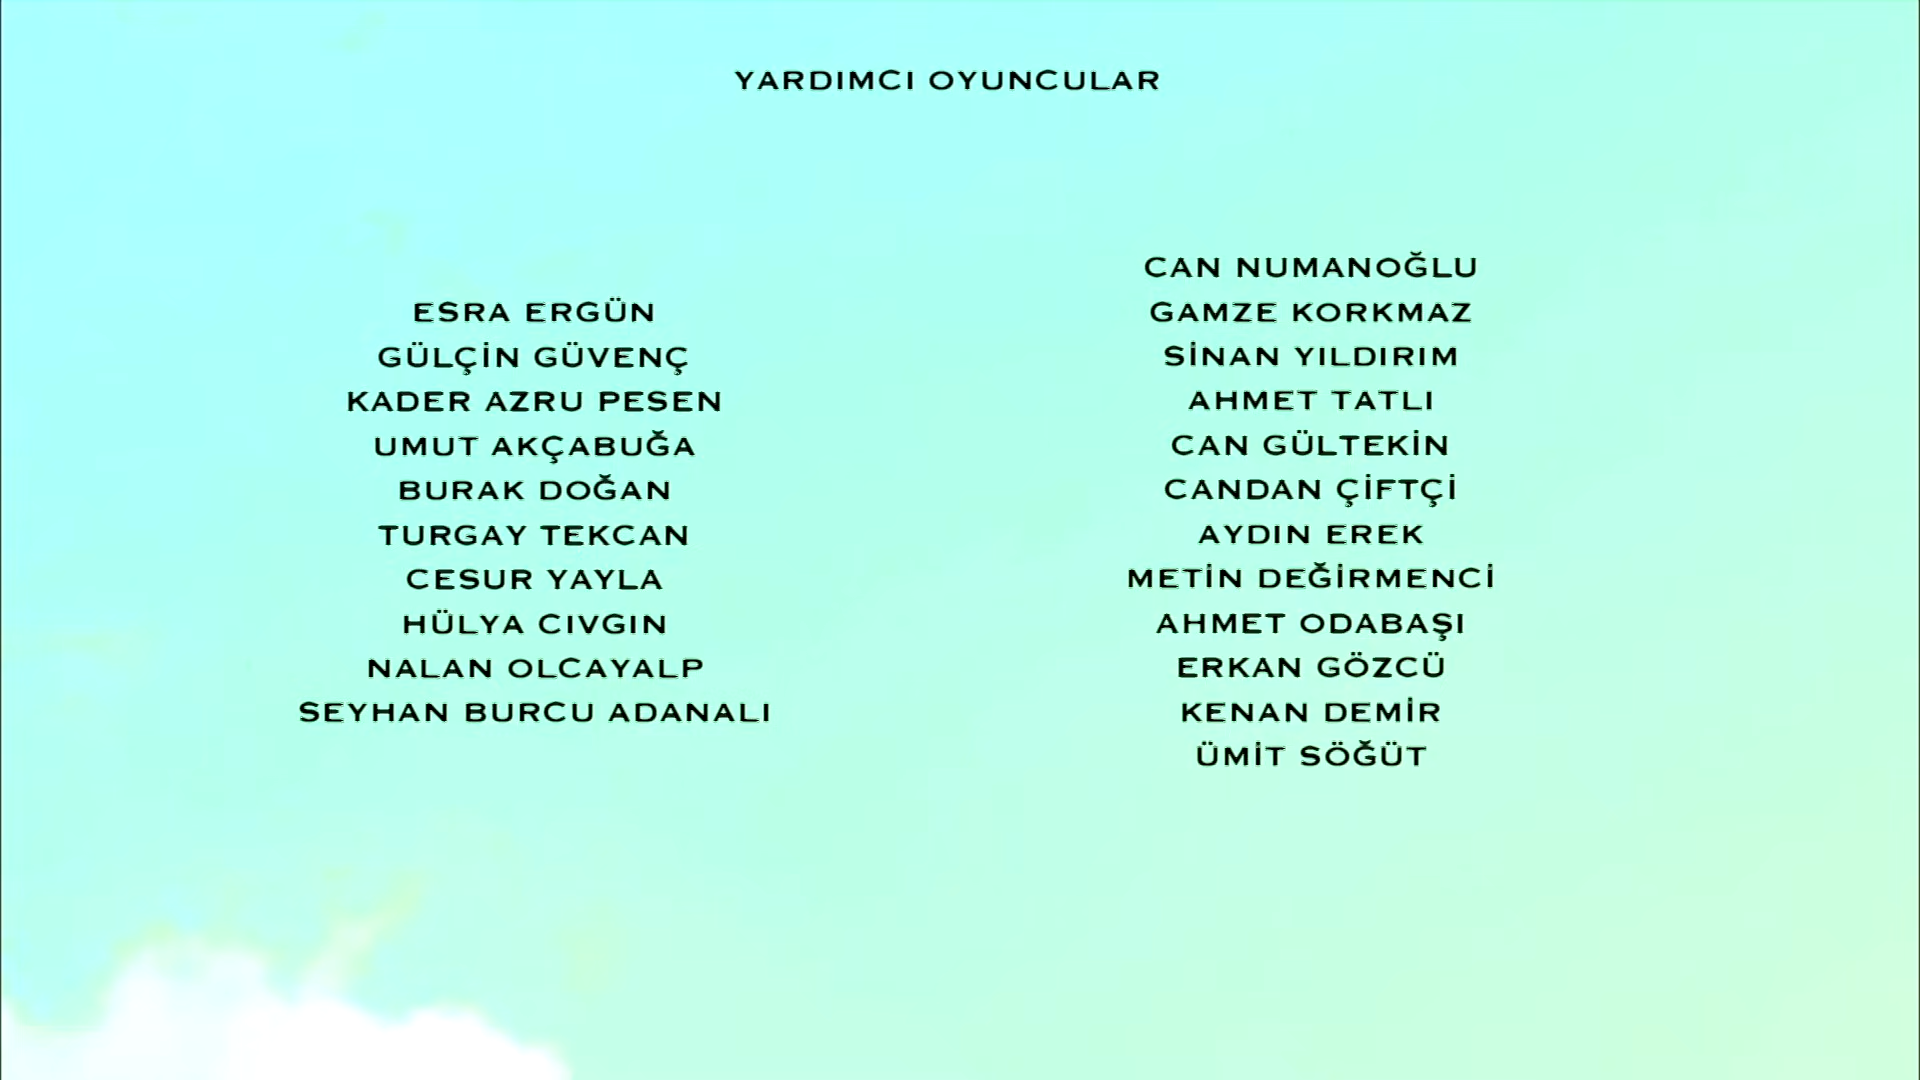 YARDIMCI OYUNCULAR
ESRA ERGÜN
GÜLÇİN GÜVENÇ
KADER AZRU PESEN
UMUT AKÇABUĞA
BURAK DOĞAN
TURGAY TEKCAN
CESUR YAYLA
HÜLYA CIVGIN
NALAN OLCAYALP
SEYHAN BURCU ADANALI
CAN NUMANOĞLU
GAMZE KORKMAZ
SİNAN YILDIRIM
AHMET TATLI
CAN GÜLTEKİN
CANDAN ÇİFTÇİ
AYDIN EREK
METİN DEĞİRMENCİ
AHMET ODABAŞI
ERKAN GÖZCÜ
KENAN DEMİR
ÜMİT SÖĞÜT